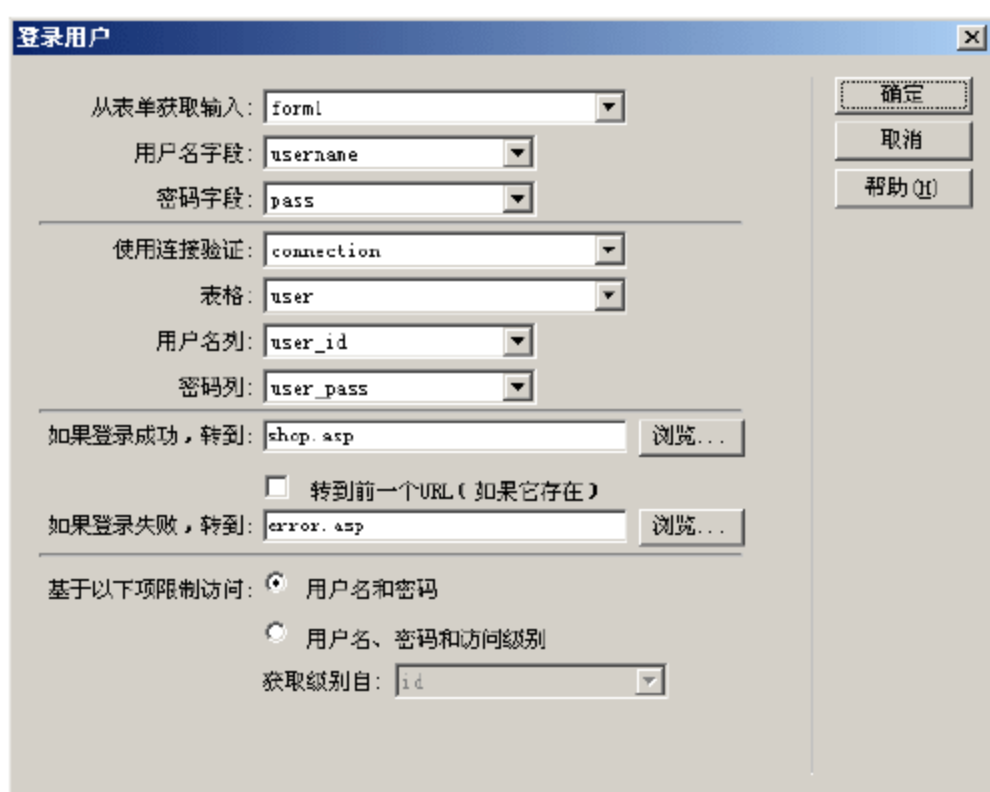 登录用户
从表单获取输入: form1
确定
用户名字段: username
取消
密码字段: pass
帮助(H)
使用连接验证: connection
表格: user
用户名列: user_id
密码列: user_pass
如果登录成功，转到: shop.asp 浏览...
转到前一个URL(如果它存在)
如果登录失败，转到: error.asp 浏览...
基于以下项限制访问: 用户名和密码
用户名、密码和访问级别
获取级别自: id